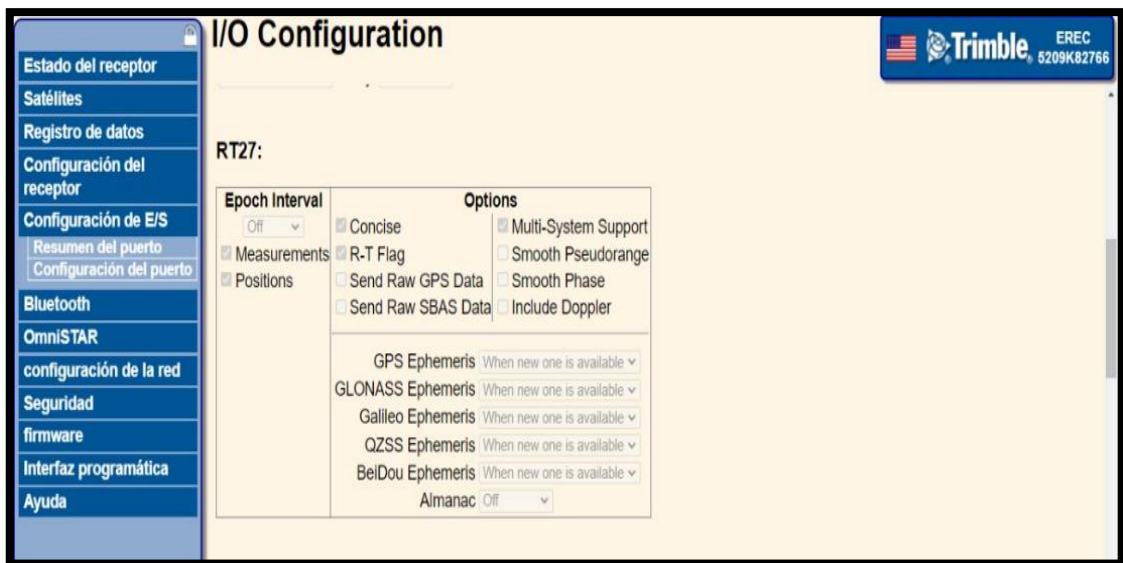 I/O Configuration
Trimble
EREC
5209K82766
Estado del receptor
Satélites
Registro de datos
Configuración del
receptor
Configuración de E/S
Resumen del puerto
Configuración del puerto
Bluetooth
OmniSTAR
configuración de la red
Seguridad
firmware
Interfaz programática
Ayuda
RT27:
Epoch Interval
Off
Measurements
Positions
Options
Concise
R-T Flag
Send Raw GPS Data
Send Raw SBAS Data
Multi-System Support
Smooth Pseudorange
Smooth Phase
Include Doppler
GPS Ephemeris When new one is available
GLONASS Ephemeris When new one is available
Galileo Ephemeris When new one is available
QZSS Ephemeris When new one is available
BeiDou Ephemeris When new one is available
Almanac Off